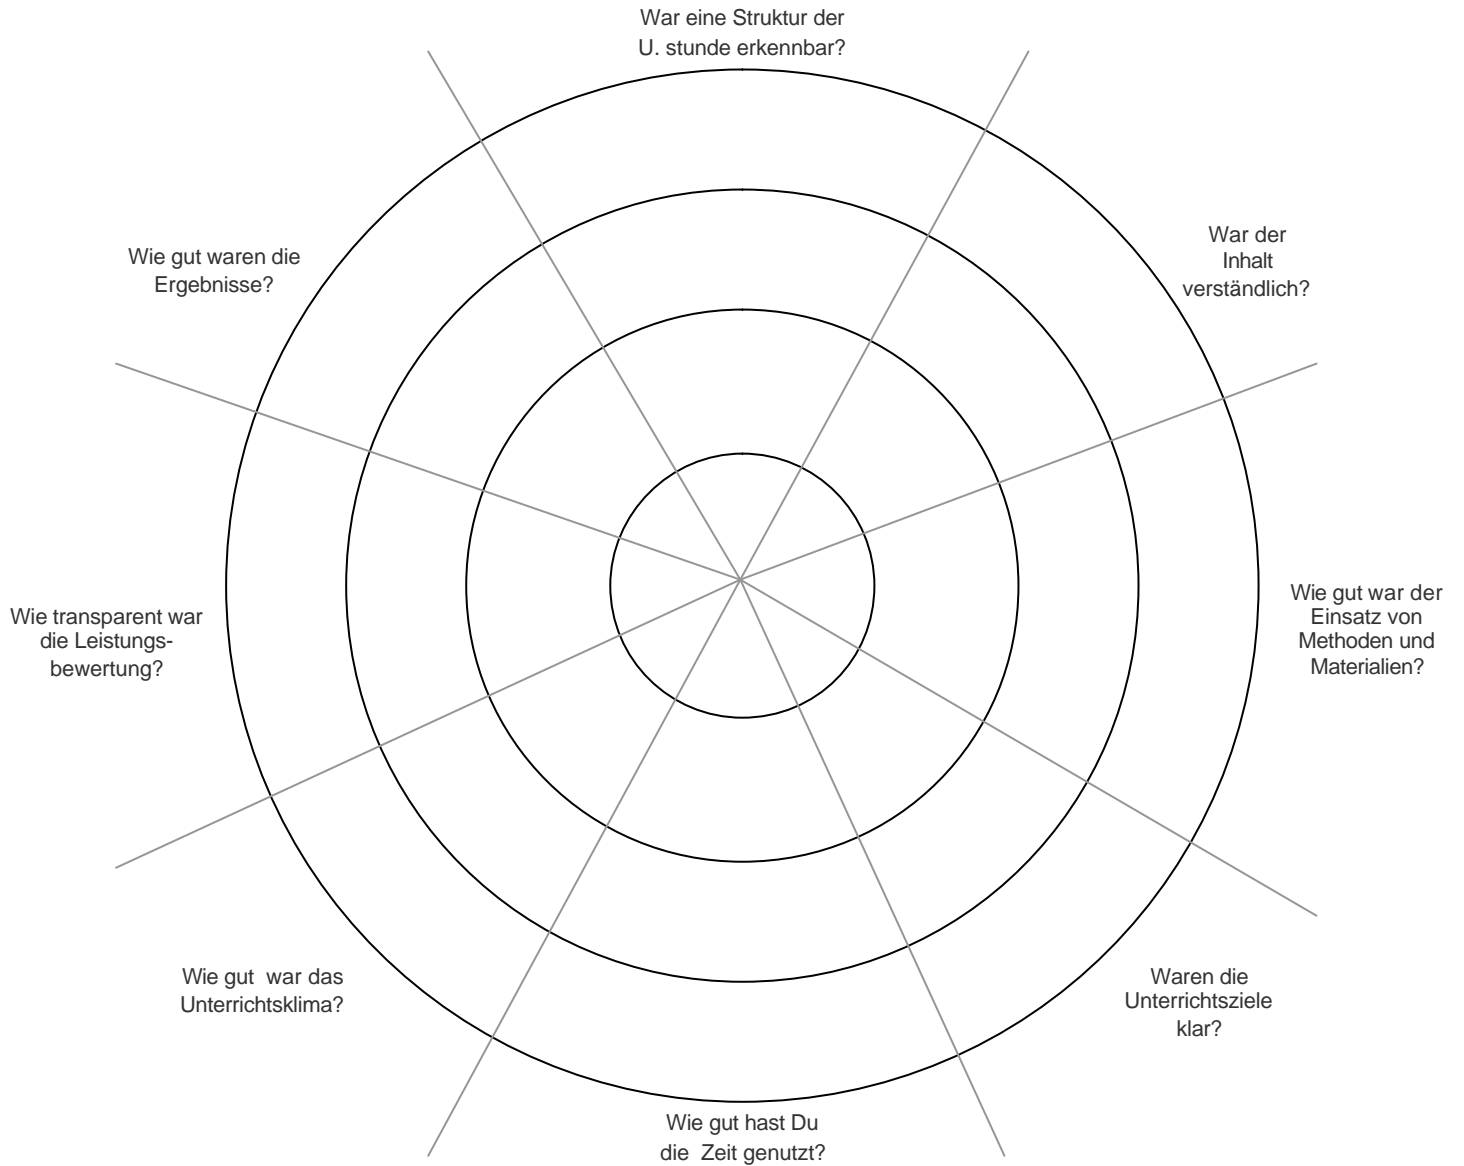 War eine Struktur der
U. stunde erkennbar?
War der
Inhalt
verständlich?
Wie gut war der
Einsatz von
Methoden und
Materialien?
Waren die
Unterrichtsziele
klar?
Wie gut hast Du
die Zeit genutzt?
Wie gut war das
Unterrichtsklima?
Wie transparent war
die Leistungs-
bewertung?
Wie gut waren die
Ergebnisse?